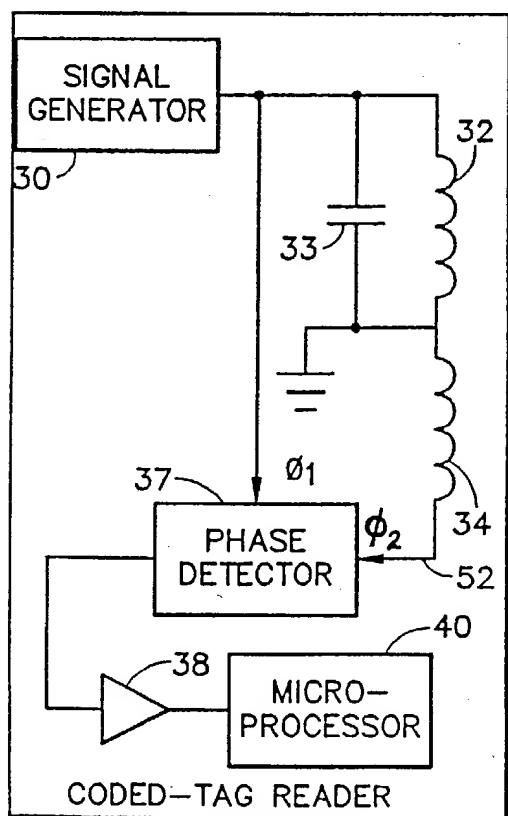 SIGNAL
GENERATOR
30
32
33
37
Ø1
34
PHASE
DETECTOR
ϕ2
52
38
40
MICRO-
PROCESSOR
CODED-TAG READER